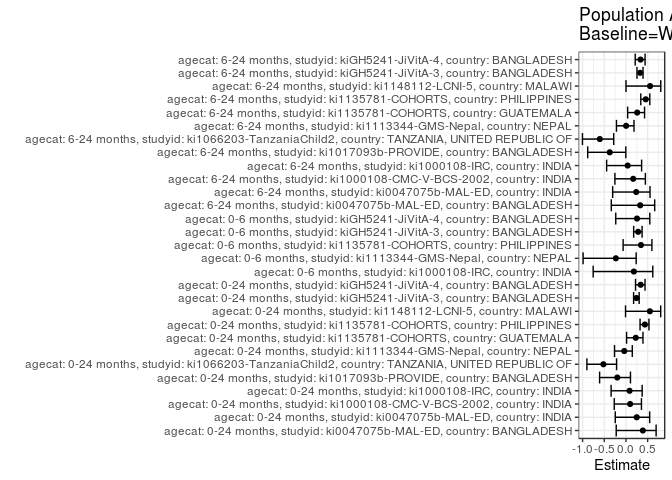 Population A
Baseline=W
agecat: 6-24 months, studyid: kiGH5241-JiVitA-4, country: BANGLADESH
agecat: 6-24 months, studyid: kiGH5241-JiVitA-3, country: BANGLADESH
agecat: 6-24 months, studyid: ki1148112-LCNI-5, country: MALAWI
agecat: 6-24 months, studyid: ki1135781-COHORTS, country: PHILIPPINES
agecat: 6-24 months, studyid: ki1135781-COHORTS, country: GUATEMALA
agecat: 6-24 months, studyid: ki1113344-GMS-Nepal, country: NEPAL
agecat: 6-24 months, studyid: ki1066203-TanzaniaChild2, country: TANZANIA, UNITED REPUBLIC OF
agecat: 6-24 months, studyid: ki1017093b-PROVIDE, country: BANGLADESH
agecat: 6-24 months, studyid: ki1000108-IRC, country: INDIA
agecat: 6-24 months, studyid: ki1000108-CMC-V-BCS-2002, country: INDIA
agecat: 6-24 months, studyid: ki0047075b-MAL-ED, country: INDIA
agecat: 6-24 months, studyid: ki0047075b-MAL-ED, country: BANGLADESH
agecat: 0-6 months, studyid: kiGH5241-JiVitA-4, country: BANGLADESH
agecat: 0-6 months, studyid: kiGH5241-JiVitA-3, country: BANGLADESH
agecat: 0-6 months, studyid: ki1135781-COHORTS, country: PHILIPPINES
agecat: 0-6 months, studyid: ki1113344-GMS-Nepal, country: NEPAL
agecat: 0-6 months, studyid: ki1000108-IRC, country: INDIA
agecat: 0-24 months, studyid: kiGH5241-JiVitA-4, country: BANGLADESH
agecat: 0-24 months, studyid: kiGH5241-JiVitA-3, country: BANGLADESH
agecat: 0-24 months, studyid: ki1148112-LCNI-5, country: MALAWI
agecat: 0-24 months, studyid: ki1135781-COHORTS, country: PHILIPPINES
agecat: 0-24 months, studyid: ki1135781-COHORTS, country: GUATEMALA
agecat: 0-24 months, studyid: ki1113344-GMS-Nepal, country: NEPAL
agecat: 0-24 months, studyid: ki1066203-TanzaniaChild2, country: TANZANIA, UNITED REPUBLIC OF
agecat: 0-24 months, studyid: ki1017093b-PROVIDE, country: BANGLADESH
agecat: 0-24 months, studyid: ki1000108-IRC, country: INDIA
agecat: 0-24 months, studyid: ki1000108-CMC-V-BCS-2002, country: INDIA
agecat: 0-24 months, studyid: ki0047075b-MAL-ED, country: INDIA
agecat: 0-24 months, studyid: ki0047075b-MAL-ED, country: BANGLADESH
-1.0 -0.5 0.0 0.5
Estimate